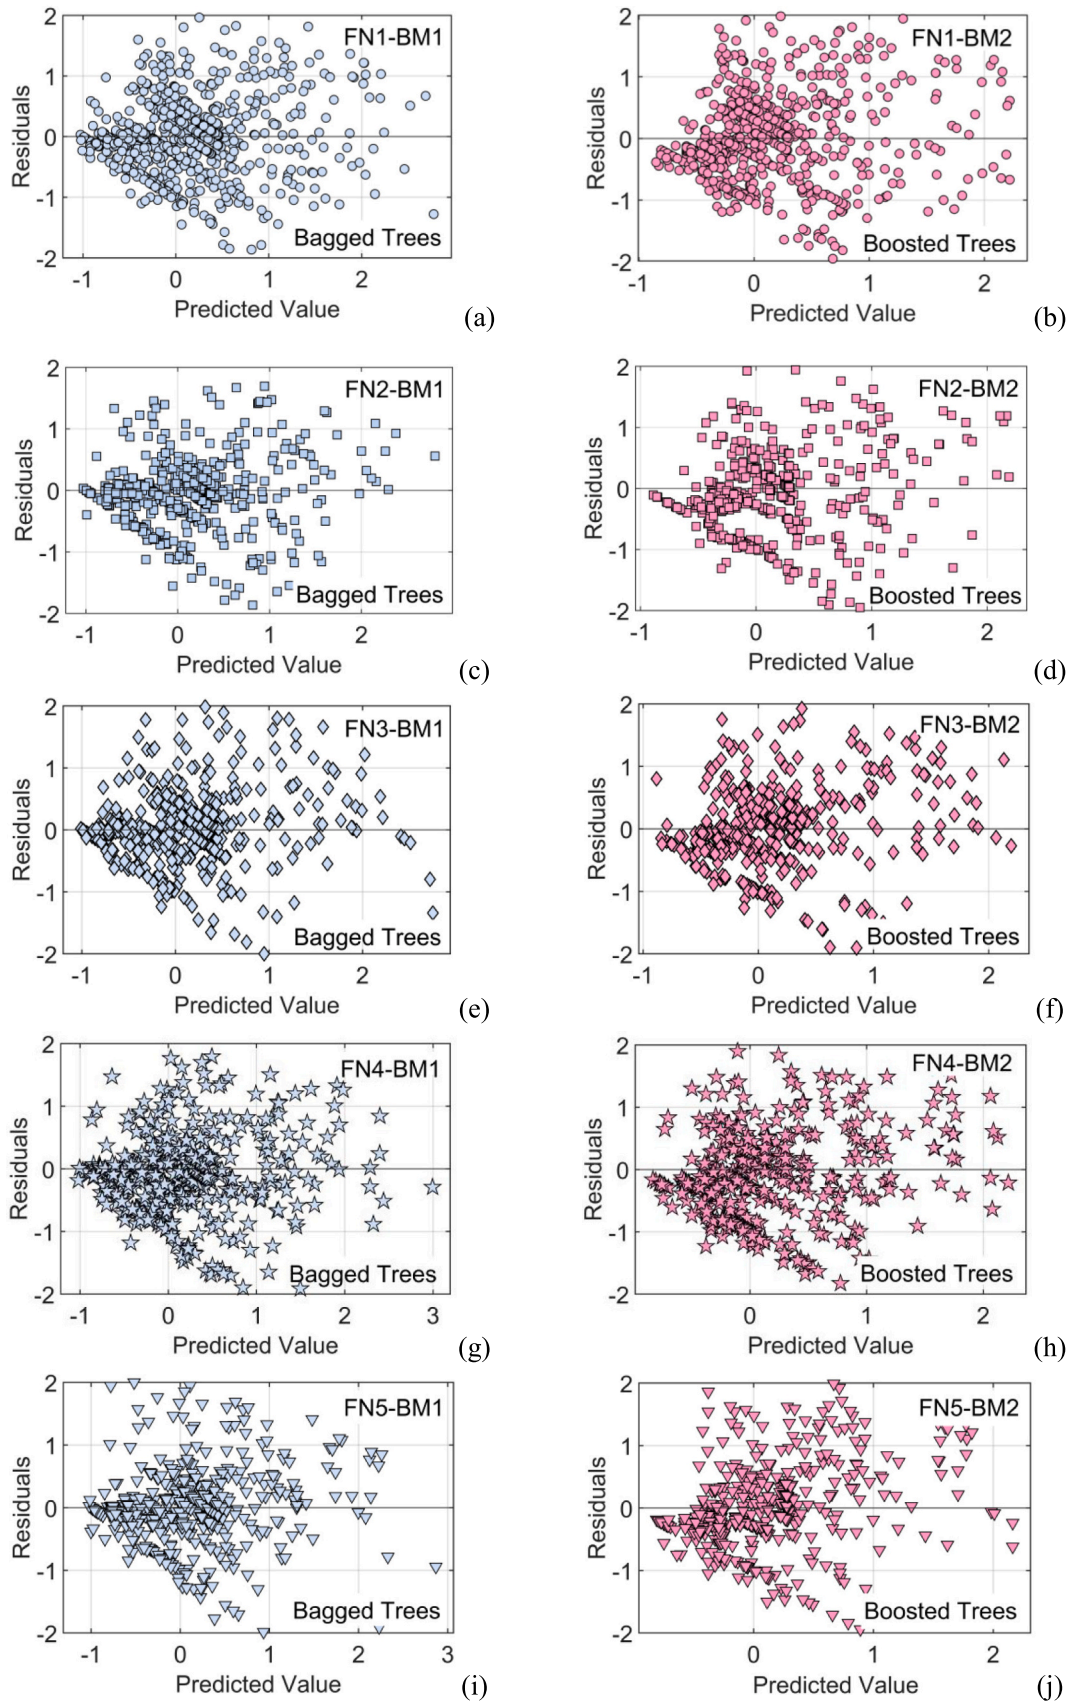 FN1-BM1
Residuals
2
1
0
-1
-2
Bagged Trees
-1 0 1 2
Predicted Value
(a)
FN1-BM2
Residuals
2
1
0
-1
-2
Boosted Trees
-1 0 1 2
Predicted Value
(b)
FN2-BM1
Residuals
2
1
0
-1
-2
Bagged Trees
-1 0 1 2
Predicted Value
(c)
FN2-BM2
Residuals
2
1
0
-1
-2
Boosted Trees
-1 0 1 2
Predicted Value
(d)
FN3-BM1
Residuals
2
1
0
-1
-2
Bagged Trees
-1 0 1 2
Predicted Value
(e)
FN3-BM2
Residuals
2
1
0
-1
-2
Boosted Trees
-1 0 1 2
Predicted Value
(f)
FN4-BM1
Residuals
2
1
0
-1
-2
Bagged Trees
-1 0 1 2 3
Predicted Value
(g)
FN4-BM2
Residuals
2
1
0
-1
-2
Boosted Trees
0 1 2
Predicted Value
(h)
FN5-BM1
Residuals
2
1
0
-1
-2
Bagged Trees
-1 0 1 2 3
Predicted Value
(i)
FN5-BM2
Residuals
2
1
0
-1
-2
Boosted Trees
0 1 2
Predicted Value
(j)